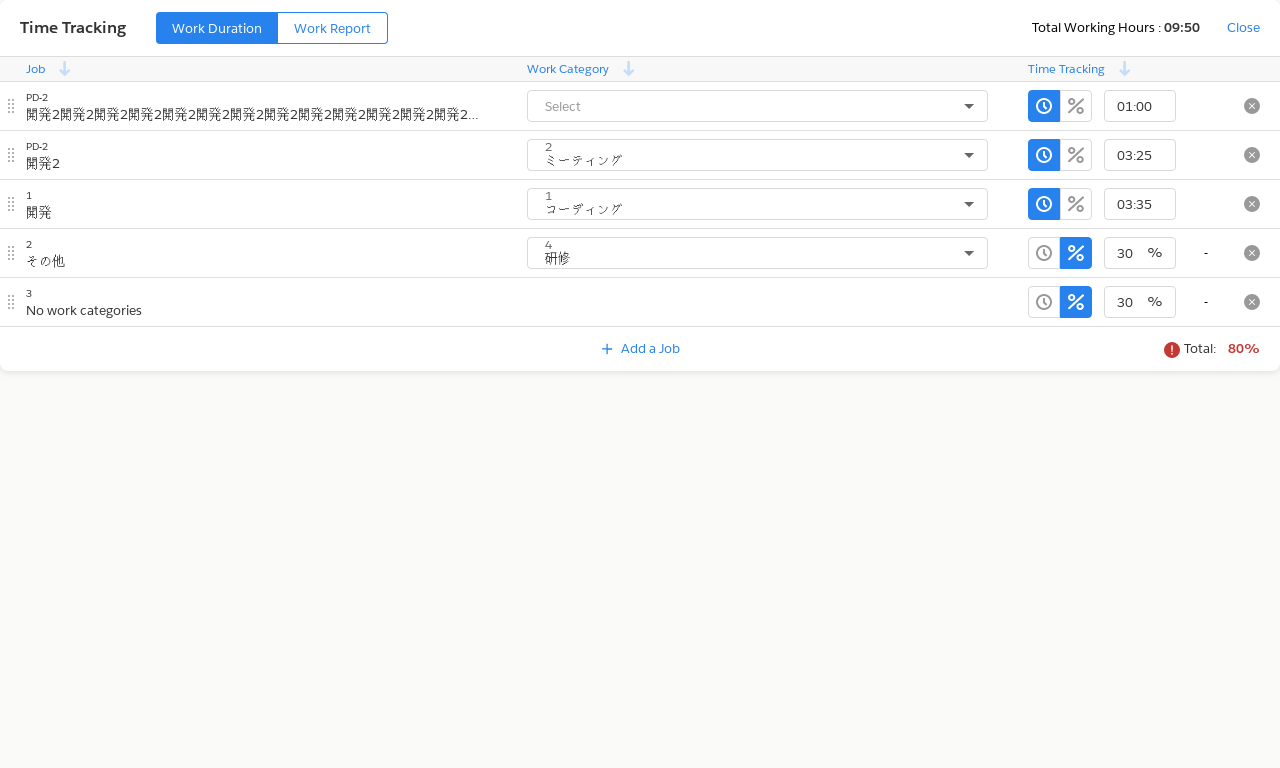 Time Tracking
Work Duration
Work Report
Total Working Hours : 09:50
Close
Job
Work Category
Time Tracking
PD-2
開発2開発2開発2開発2開発2開発2開発2開発2開発2開発2開発2開発2開発2...
Select
01:00
PD-2
開発2
2
ミーティング
03:25
1
開発
1
コーディング
03:35
2
その他
4
研修
30 %
-
3
No work categories
30 %
-
Add a Job
Total: 80%